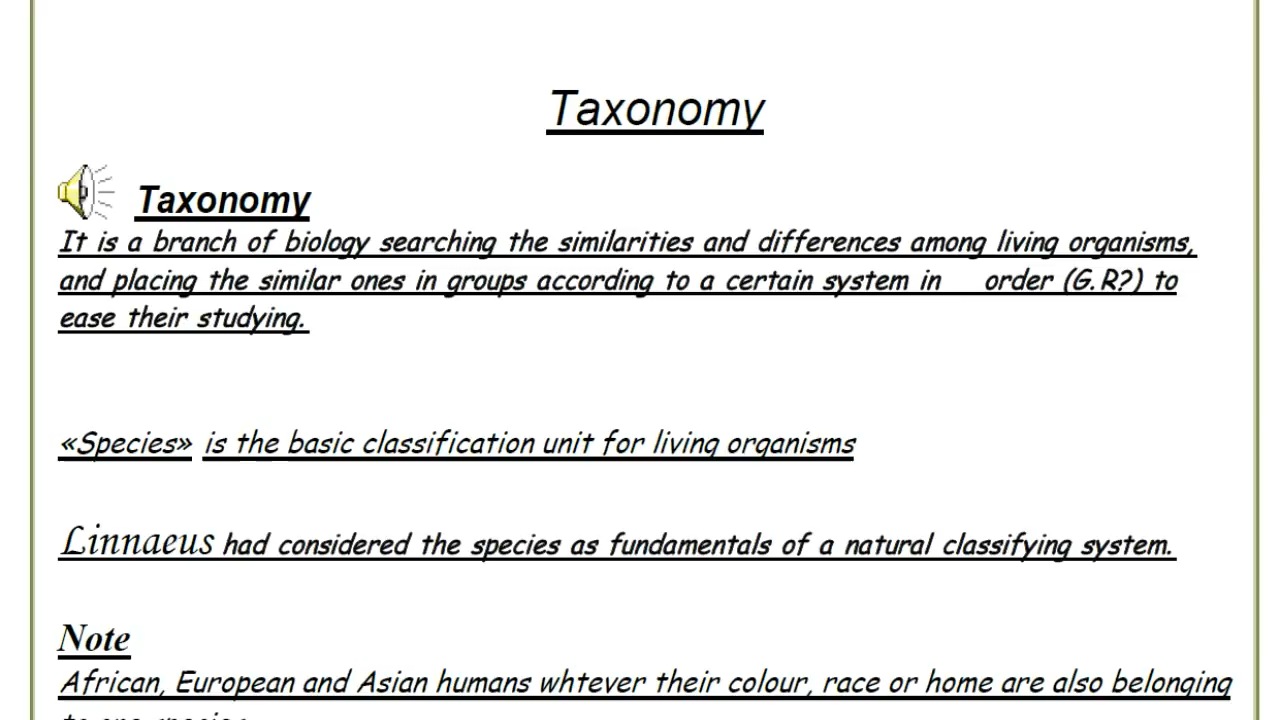 Taxonomy
Taxonomy
It is a branch of biology searching the similarities and differences among living organisms,
and placing the similar ones in groups according to a certain system in order (G.R?) to
ease their studying.
«Species» is the basic classification unit for living organisms
Linnaeus had considered the species as fundamentals of a natural classifying system.
Note
African, European and Asian humans whtever their colour, race or home are also belonging
to one species